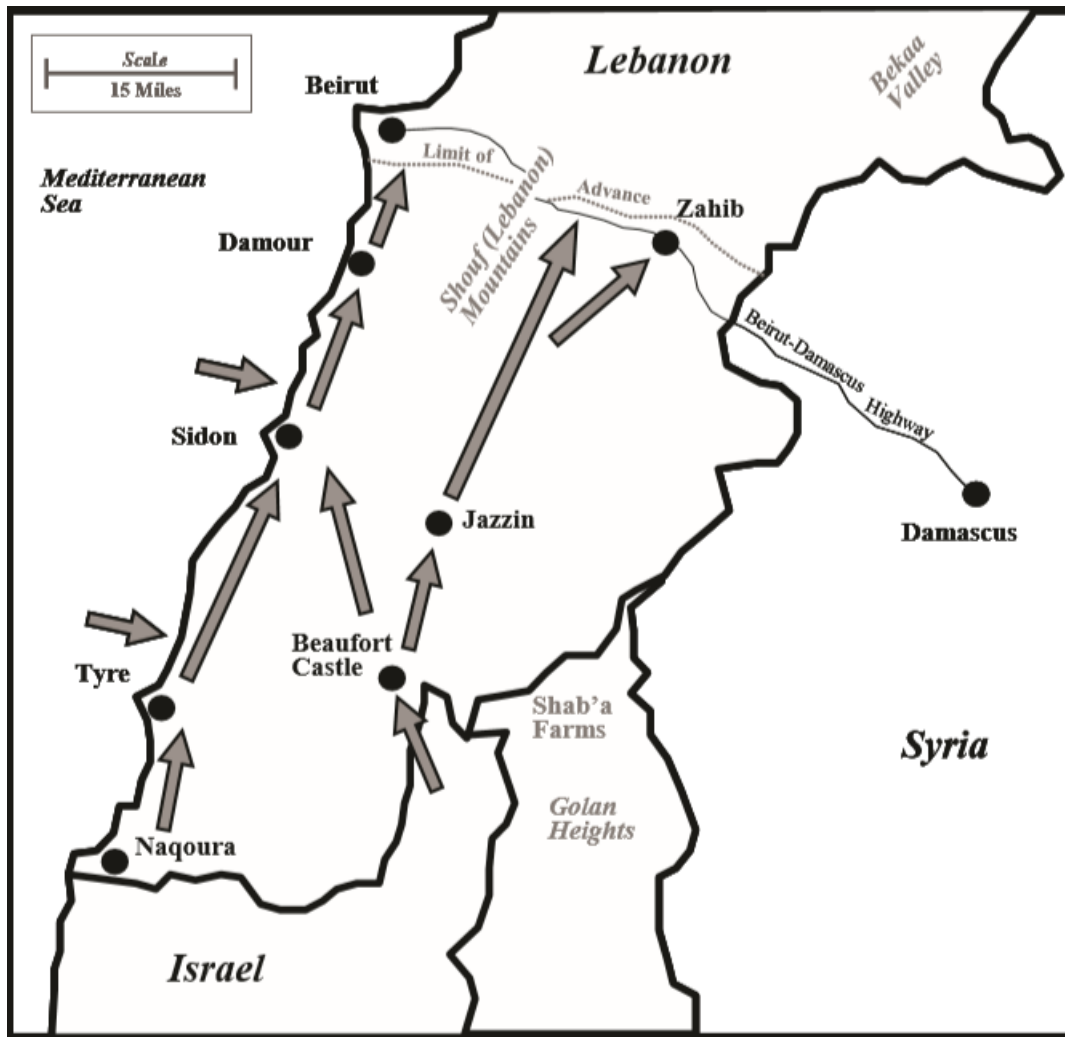 Scale
15 Miles
Lebanon
Bekaa
Valley
Beirut
Limit of
Advance
Mediterranean
Sea
Zahib
Damour
Shouf (Lebanon)
Mountains
Beirut-Damascus
Highway
Sidon
Jazzin
Damascus
Beaufort
Castle
Tyre
Shab'a
Farms
Syria
Golan
Heights
Naqoura
Israel